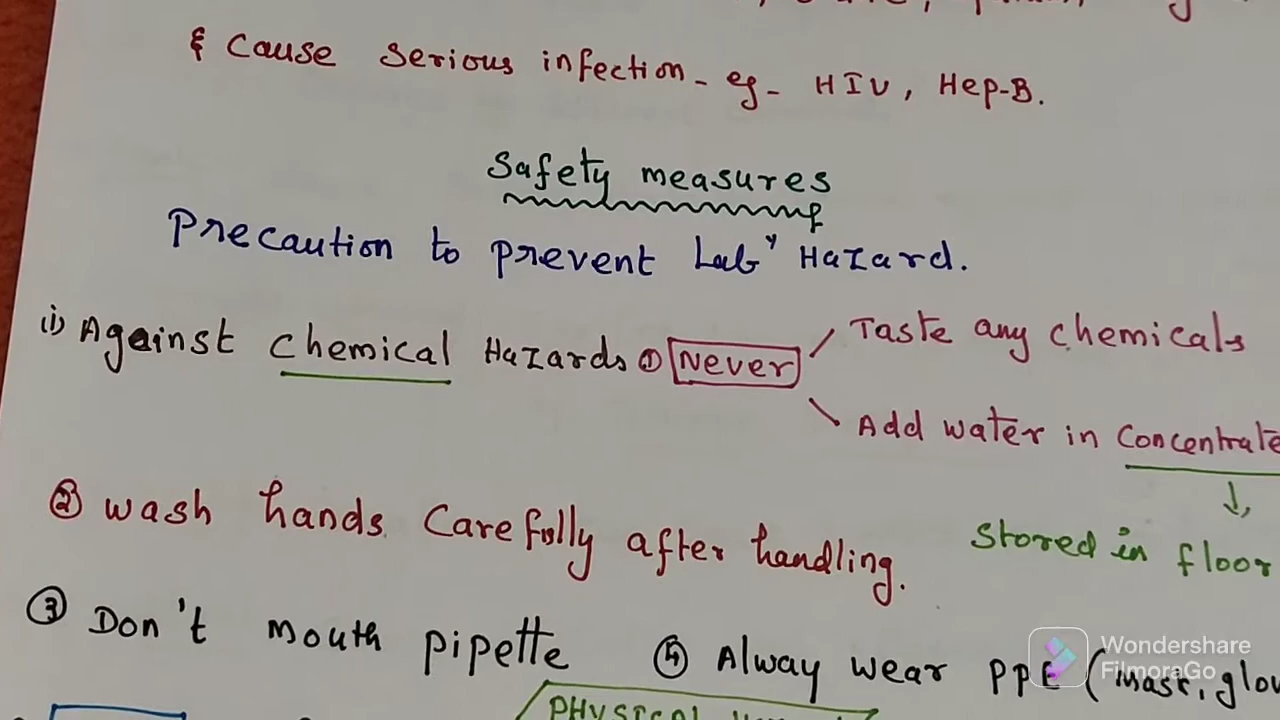 & Cause serious infection - eg - HIV, Hep-B.
Safety measures
Precaution to prevent Laby Hazard.
(i) Against chemical Hazards ① Never
Taste any chemicals
Add water in Concentrate
② wash hands Carefully after handling.
Stored in floor
③ Don't mouth pipette ④ Alway wear PPE (mask, glov
PHYSICAL
Wondershare
FilmoraGo